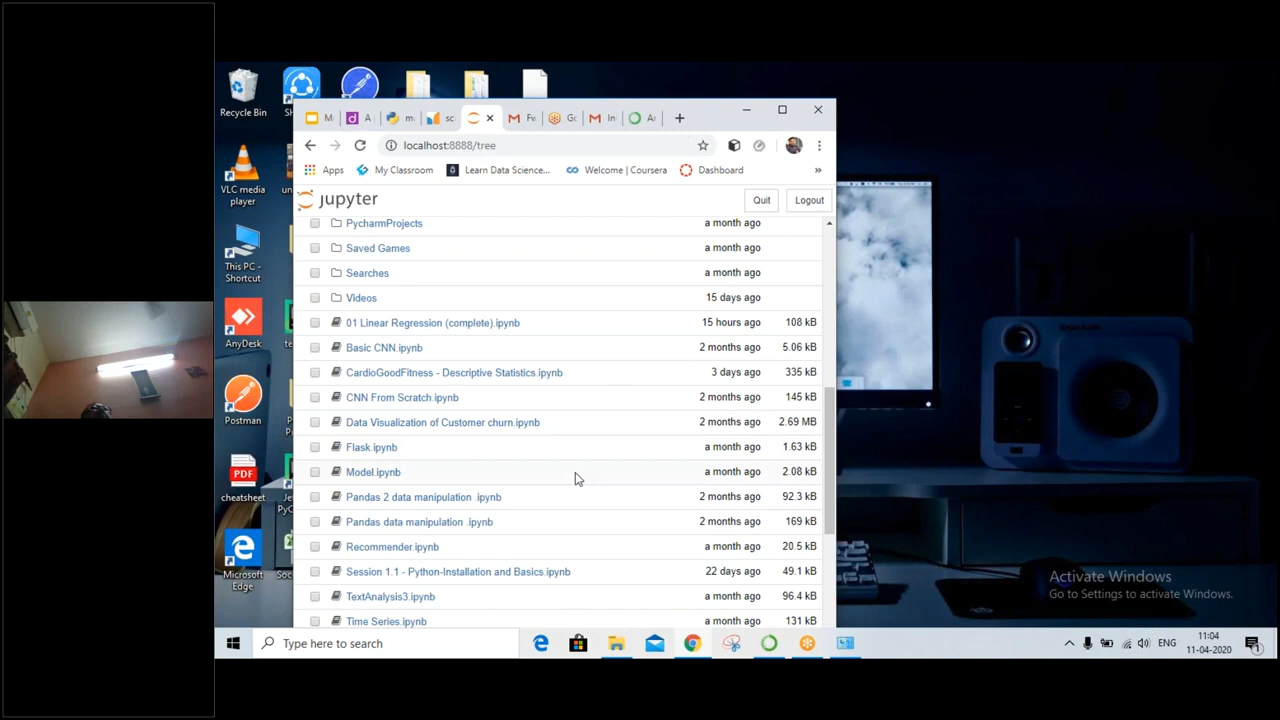 Recycle Bin
VLC media
player
This PC -
Shortcut
AnyDesk
Postman
PDF
cheatsheet
Microsoft
Edge
localhost:8888/tree
Apps
My Classroom
Learn Data Science...
Welcome | Coursera
Dashboard
»
jupyter
Quit
Logout
PycharmProjects a month ago
Saved Games a month ago
Searches a month ago
Videos 15 days ago
01 Linear Regression (complete).ipynb 15 hours ago 108 kB
Basic CNN.ipynb 2 months ago 5.06 kB
CardioGoodFitness - Descriptive Statistics.ipynb 3 days ago 335 kB
CNN From Scratch.ipynb 2 months ago 145 kB
Data Visualization of Customer churn.ipynb 2 months ago 2.69 MB
Flask.ipynb a month ago 1.63 kB
Model.ipynb a month ago 2.08 kB
Pandas 2 data manipulation .ipynb 2 months ago 92.3 kB
Pandas data manipulation .ipynb 2 months ago 169 kB
Recommender.ipynb a month ago 20.5 kB
Session 1.1 - Python-Installation and Basics.ipynb 22 days ago 49.1 kB
TextAnalysis3.ipynb a month ago 96.4 kB
Time Series.ipynb a month ago 131 kB
Activate Windows
Go to Settings to activate Windows.
Type here to search
ENG
11:04
11-04-2020